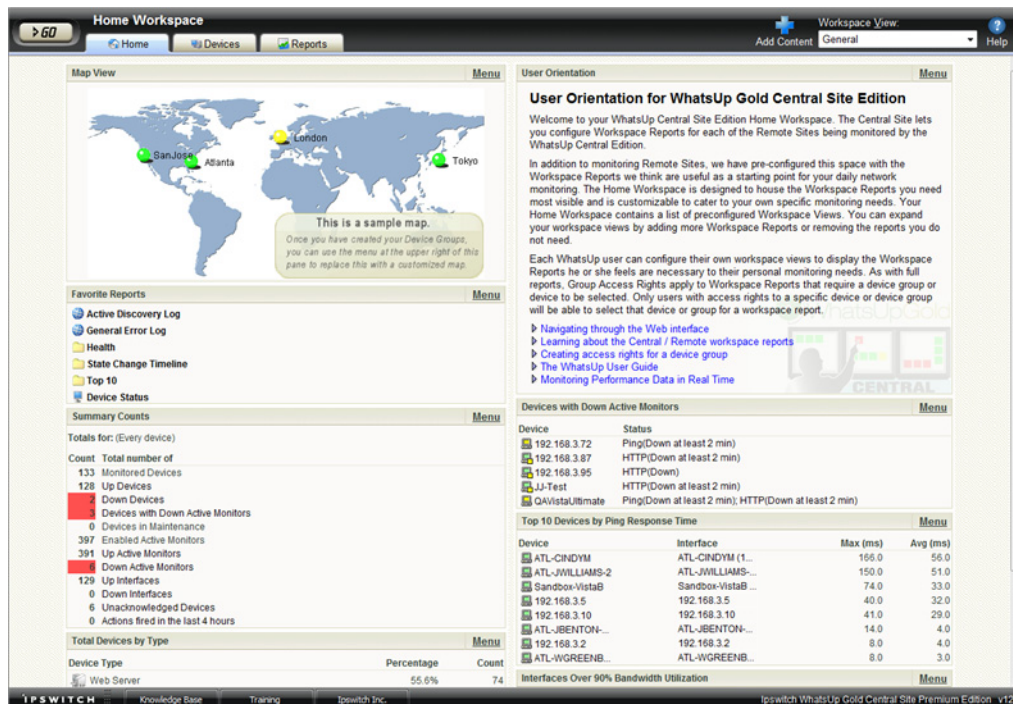 GO
Home Workspace
Home
Devices
Reports
Add Content
Workspace View:
General
Help
Map View
Menu
SanJose
Atlanta
London
Tokyo
This is a sample map.
Once you have created your Device Groups,
you can use the menu at the upper right of this
pane to replace this with a customized map.
Favorite Reports
Menu
Active Discovery Log
General Error Log
Health
State Change Timeline
Top 10
Device Status
Summary Counts
Menu
Totals for: (Every device)
Count Total number of
133 Monitored Devices
128 Up Devices
2 Down Devices
3 Devices with Down Active Monitors
0 Devices in Maintenance
397 Enabled Active Monitors
391 Up Active Monitors
6 Down Active Monitors
129 Up Interfaces
0 Down Interfaces
6 Unacknowledged Devices
0 Actions fired in the last 4 hours
Total Devices by Type
Menu
Device Type Percentage Count
Web Server 55.6% 74
User Orientation
Menu
User Orientation for WhatsUp Gold Central Site Edition
Welcome to your WhatsUp Central Site Edition Home Workspace. The Central Site lets
you configure Workspace Reports for each of the Remote Sites being monitored by the
WhatsUp Central Edition.
In addition to monitoring Remote Sites, we have pre-configured this space with the
Workspace Reports we think are useful as a starting point for your daily network
monitoring. The Home Workspace is designed to house the Workspace Reports you need
most visible and is customizable to cater to your own specific monitoring needs. Your
Home Workspace contains a list of preconfigured Workspace Views. You can expand
your workspace views by adding more Workspace Reports or removing the reports you do
not need.
Each WhatsUp user can configure their own workspace views to display the Workspace
Reports he or she feels are necessary to their personal monitoring needs. As with full
reports, Group Access Rights apply to Workspace Reports that require a device group or
device to be selected. Only users with access rights to a specific device or device group
will be able to select that device or group for a workspace report.
WhatsUpGold
Navigating through the Web interface
Learning about the Central / Remote workspace reports
Creating access rights for a device group
The WhatsUp User Guide
Monitoring Performance Data in Real Time
CENTRAL
Devices with Down Active Monitors
Menu
Device Status
192.168.3.72 Ping(Down at least 2 min)
192.168.3.87 HTTP(Down at least 2 min)
192.168.3.95 HTTP(Down)
JJ-Test HTTP(Down at least 2 min)
QAVistaUltimate Ping(Down at least 2 min); HTTP(Down at least 2 min)
Top 10 Devices by Ping Response Time
Menu
Device Interface Max (ms) Avg (ms)
ATL-CINDYM ATL-CINDYM (1... 166.0 56.0
ATL-JWILLIAMS-2 ATL-JWILLIAMS-... 150.0 51.0
Sandbox-VistaB Sandbox-VistaB ... 74.0 33.0
192.168.3.5 192.168.3.5 40.0 32.0
192.168.3.10 192.168.3.10 41.0 29.0
ATL-JBENTON-... ATL-JBENTON-... 14.0 4.0
192.168.3.2 192.168.3.2 8.0 4.0
ATL-WGREENB... ATL-WGREENB... 8.0 3.0
Interfaces Over 90% Bandwidth Utilization
Menu
IPSWITCH
Knowledge Base
Training
Ipswitch Inc.
Ipswitch WhatsUp Gold Central Site Premium Edition v12